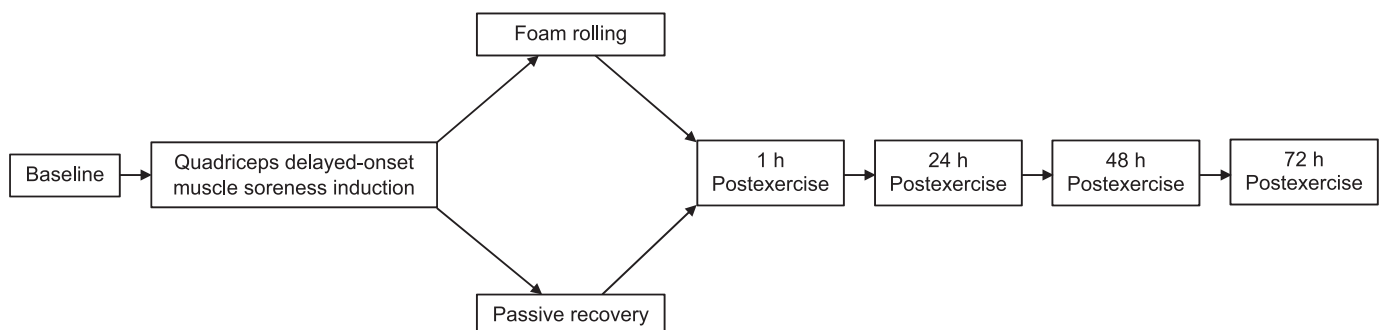 Foam rolling
Baseline
Quadriceps delayed-onset
muscle soreness induction
1 h
Postexercise
24 h
Postexercise
48 h
Postexercise
72 h
Postexercise
Passive recovery